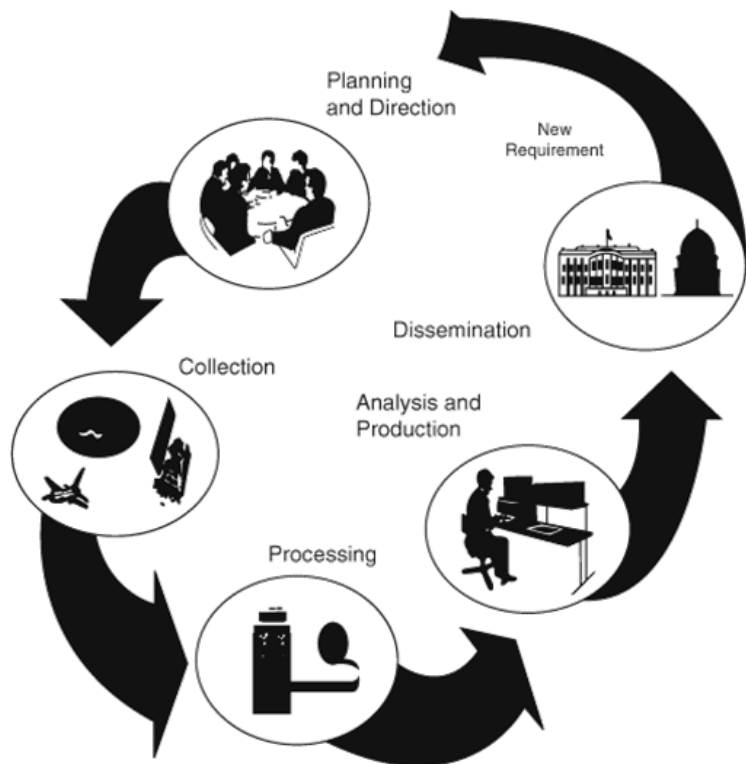 Planning
and Direction
New
Requirement
Dissemination
Collection
Analysis and
Production
Processing